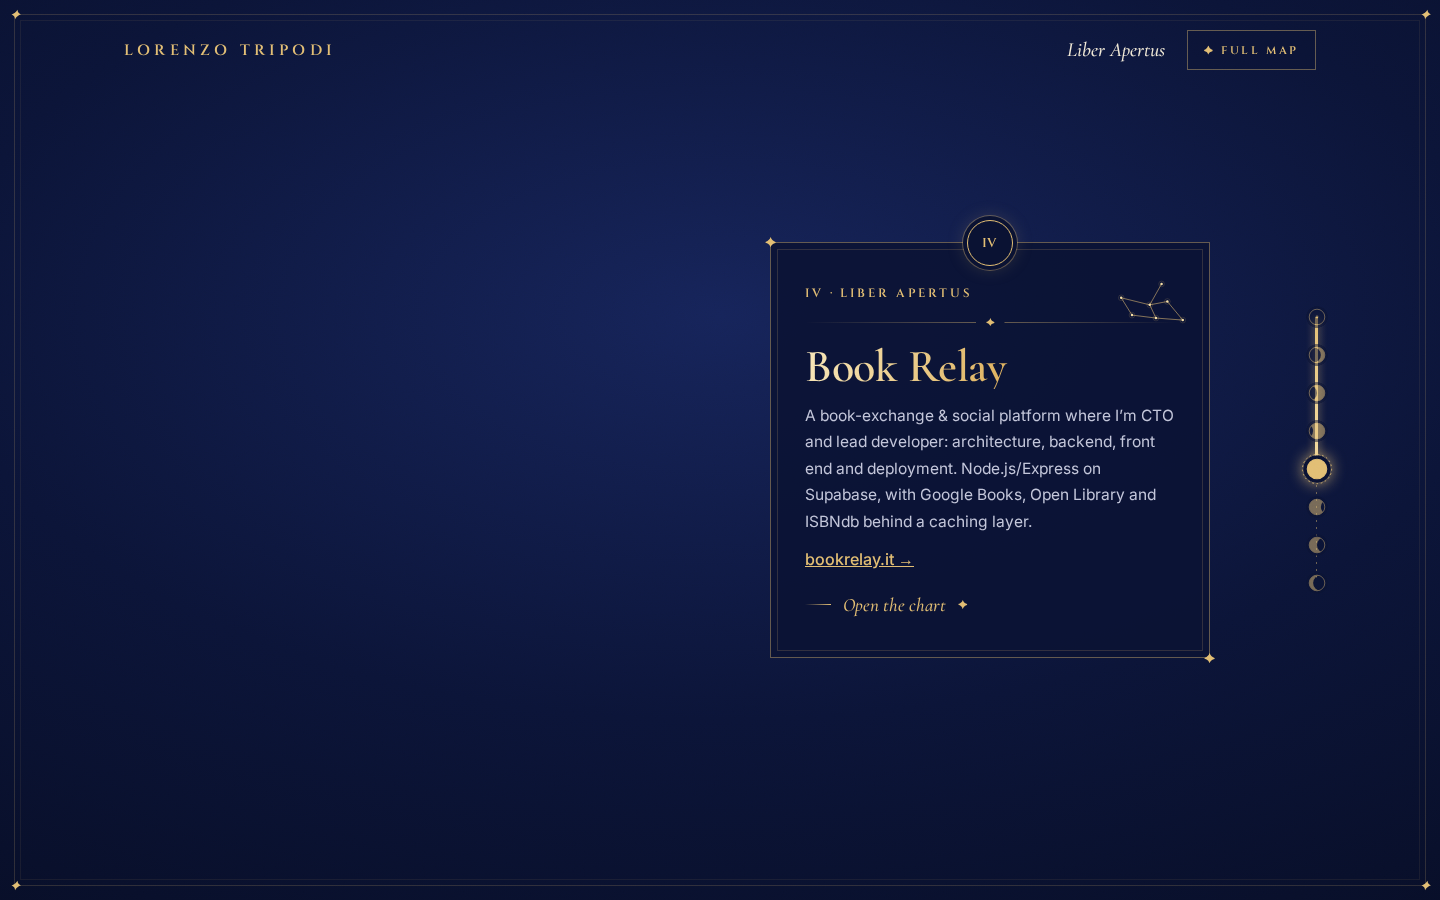 LORENZO TRIPODI
Liber Apertus
FULL MAP
IV
IV · LIBER APERTUS
Book Relay
A book-exchange & social platform where I’m CTO
and lead developer: architecture, backend, front
end and deployment. Node.js/Express on
Supabase, with Google Books, Open Library and
ISBNdb behind a caching layer.
bookrelay.it →
Open the chart